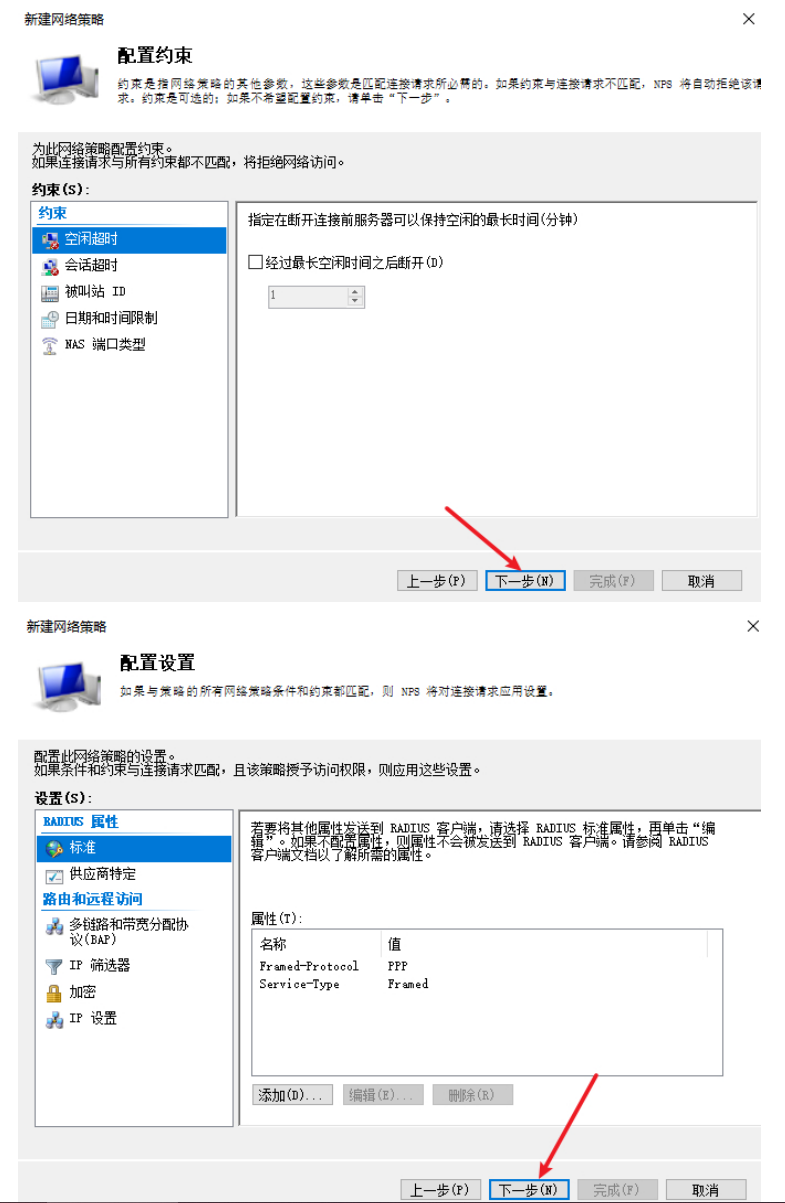 新建网络策略
配置约束
约束是指网络策略的其他参数，这些参数是匹配连接请求所必需的。如果约束与连接请求不匹配，NPS 将自动拒绝该请
求。约束是可选的；如果不希望配置约束，请单击“下一步”。
为此网络策略配置约束。
如果连接请求与所有约束都不匹配，将拒绝网络访问。
约束(S):
约束
空闲超时
会话超时
被叫站 ID
日期和时间限制
NAS 端口类型
指定在断开连接前服务器可以保持空闲的最长时间(分钟)
经过最长空闲时间之后断开(D)
1
上一步(P) 下一步(N) 完成(F) 取消
新建网络策略
配置设置
如果与策略的所有网络策略条件和约束都匹配，则 NPS 将对连接请求应用设置。
配置此网络策略的设置。
如果条件和约束与连接请求匹配，且该策略授予访问权限，则应用这些设置。
设置(S):
RADIUS 属性
标准
供应商特定
路由和远程访问
多链路和带宽分配协
议(BAP)
IP 筛选器
加密
IP 设置
若要将其他属性发送到 RADIUS 客户端，请选择 RADIUS 标准属性，再单击“编
辑”。如果不配置属性，则属性不会被发送到 RADIUS 客户端。请参阅 RADIUS
客户端文档以了解所需的属性。
属性(T):
名称 值
Framed-Protocol PPP
Service-Type Framed
添加(D)... 编辑(E)... 删除(R)
上一步(P) 下一步(N) 完成(F) 取消